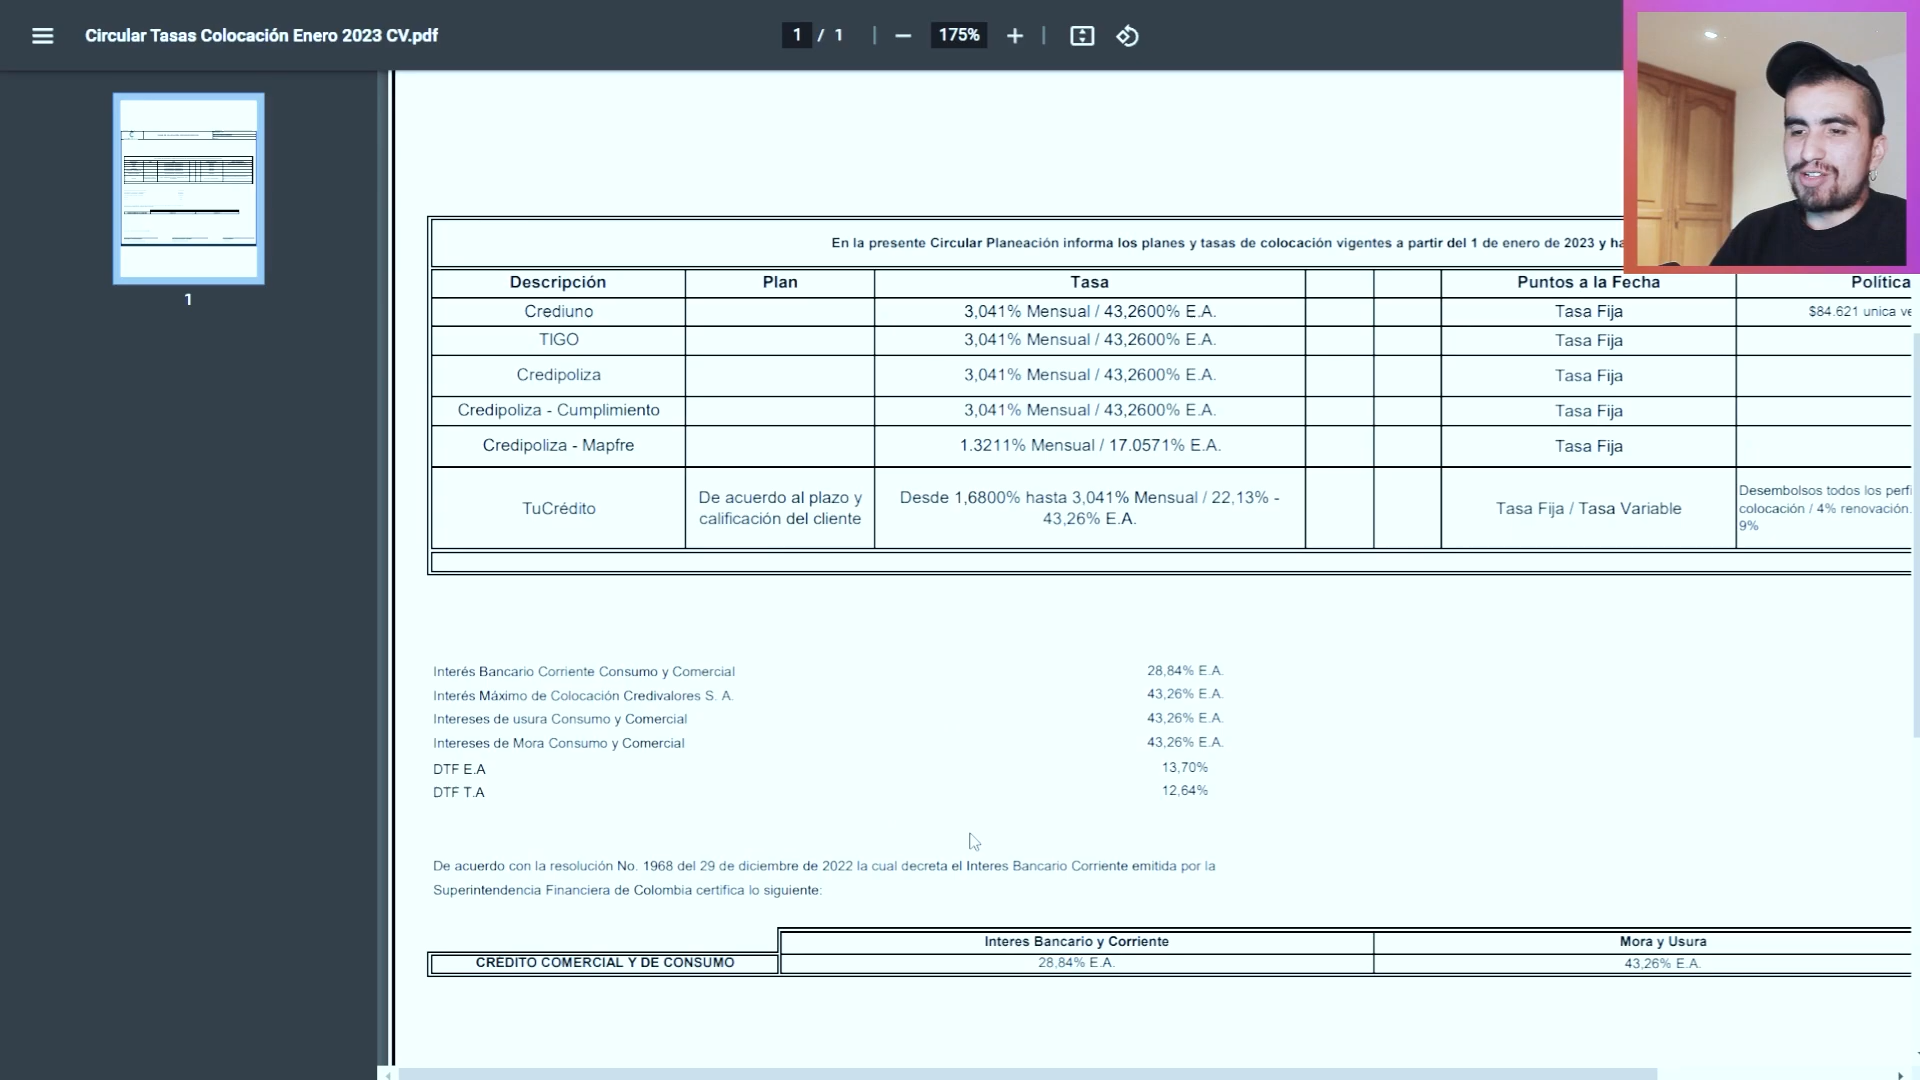 Circular Tasas Colocación Enero 2023 CV.pdf
1 / 1
175%
1
En la presente Circular Planeación informa los planes y tasas de colocación vigentes a partir del 1 de enero de 2023 y
Descripción Plan Tasa Puntos a la Fecha Política
Crediuno 3,041% Mensual / 43,2600% E.A. Tasa Fija $84.621 unica
TIGO 3,041% Mensual / 43,2600% E.A. Tasa Fija
Credipoliza 3,041% Mensual / 43,2600% E.A. Tasa Fija
Credipoliza - Cumplimiento 3,041% Mensual / 43,2600% E.A. Tasa Fija
Credipoliza - Mapfre 1.3211% Mensual / 17.0571% E.A. Tasa Fija
TuCrédito
De acuerdo al plazo y
calificación del cliente
Desde 1,6800% hasta 3,041% Mensual / 22,13% -
43,26% E.A.
Tasa Fija / Tasa Variable
Desembolsos todos los
colocación / 4% renovación.
9%
Interés Bancario Corriente Consumo y Comercial 28,84% E.A.
Interés Máximo de Colocación Credivalores S. A. 43,26% E.A.
Intereses de usura Consumo y Comercial 43,26% E.A.
Intereses de Mora Consumo y Comercial 43,26% E.A.
DTF E.A 13,70%
DTF T.A 12,64%
De acuerdo con la resolución No. 1968 del 29 de diciembre de 2022 la cual decreta el Interes Bancario Corriente emitida por la
Superintendencia Financiera de Colombia certifica lo siguiente:
Interes Bancario y Corriente Mora y Usura
CREDITO COMERCIAL Y DE CONSUMO 28,84% E.A. 43,26% E.A.